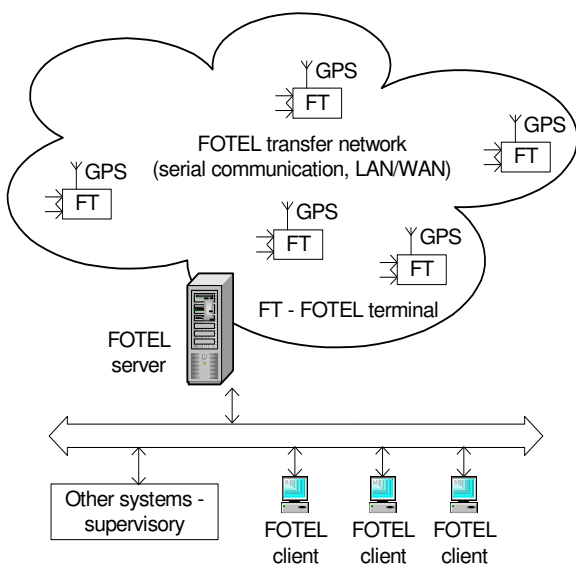 GPS
FT
FOTEL transfer network
(serial communication, LAN/WAN)
GPS
FT
GPS
FT
GPS
FT
GPS
FT
FT - FOTEL terminal
FOTEL
server
Other systems -
supervisory
FOTEL
client
FOTEL
client
FOTEL
client